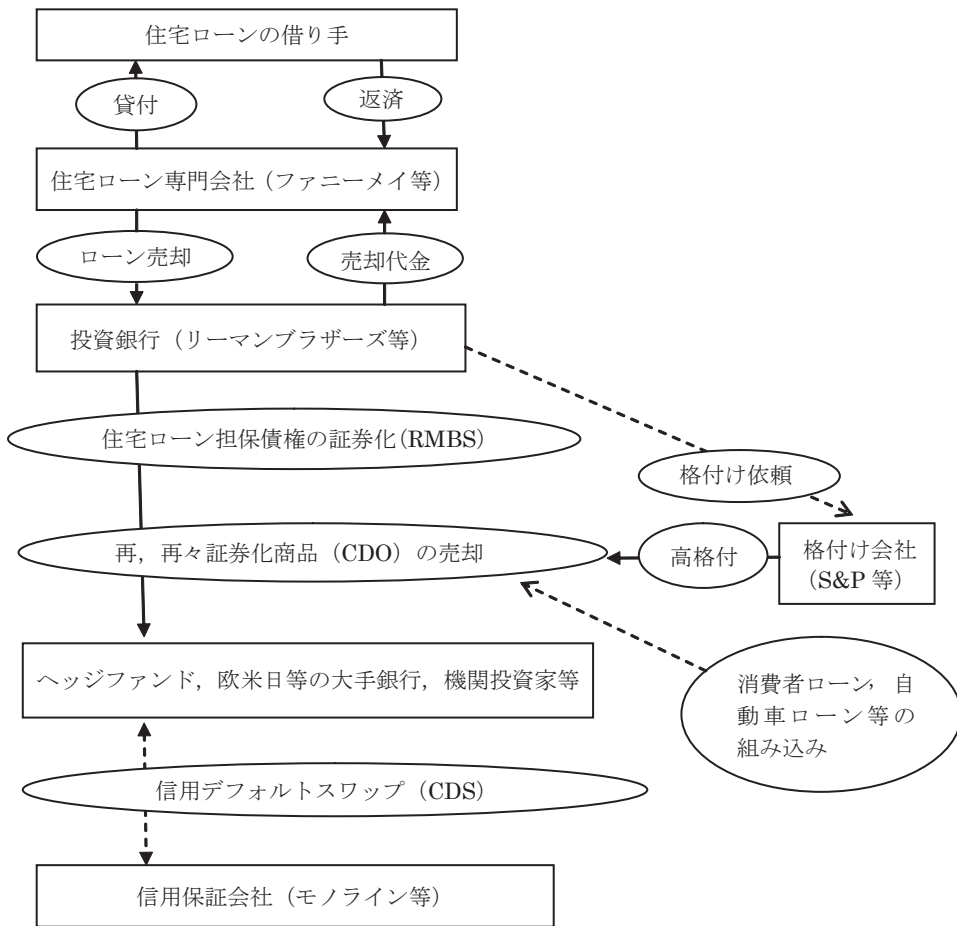 住宅ローンの借り手
貸付
返済
住宅ローン専門会社（ファニーメイ等）
ローン売却
売却代金
投資銀行（リーマンブラザーズ等）
住宅ローン担保債権の証券化(RMBS)
格付け依頼
再，再々証券化商品（CDO）の売却
高格付
格付け会社
（S&P 等）
ヘッジファンド，欧米日等の大手銀行，機関投資家等
消費者ローン，自
動車ローン等の
組み込み
信用デフォルトスワップ（CDS）
信用保証会社（モノライン等）